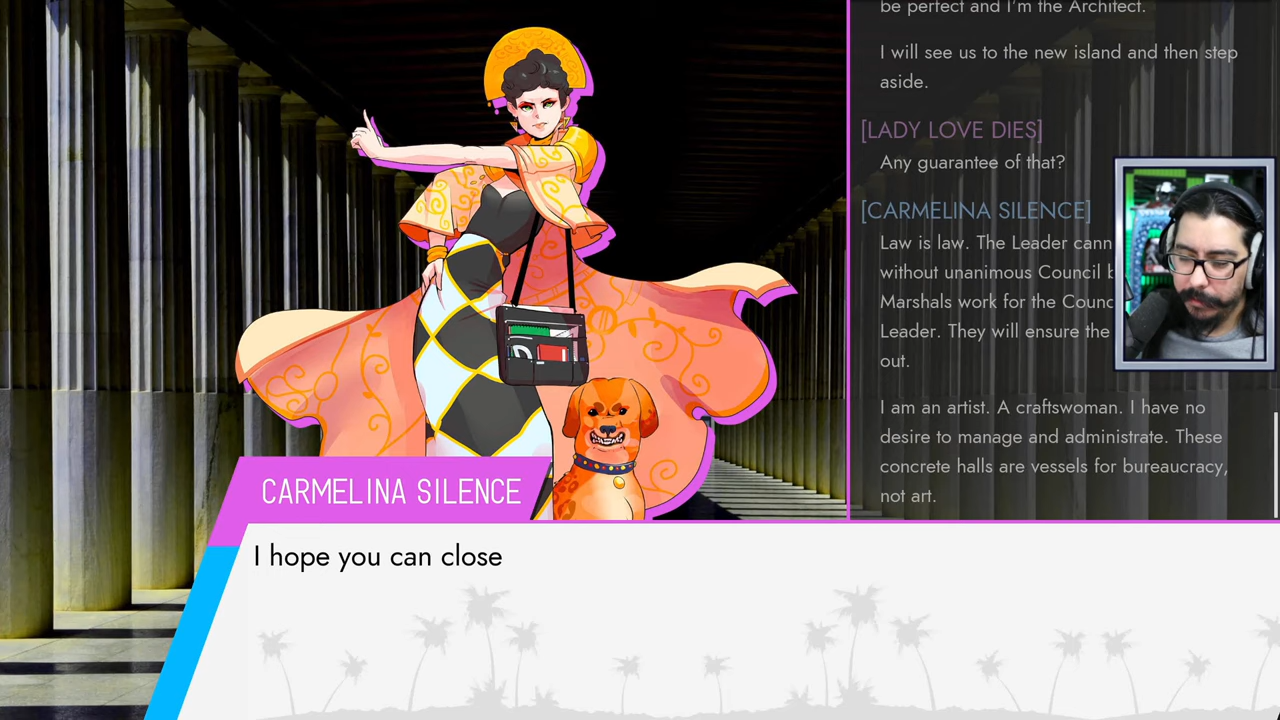 be perfect and I'm the Architect.
I will see us to the new island and then step
aside.
[LADY LOVE DIES]
Any guarantee of that?
[CARMELINA SILENCE]
Law is law. The Leader
without unanimous Council
Marshals work for the
Leader. They will ensure the
out.
I am an artist. A craftswoman. I have no
desire to manage and administrate. These
concrete halls are vessels for bureaucracy,
not art.
CARMELINA SILENCE
I hope you can close